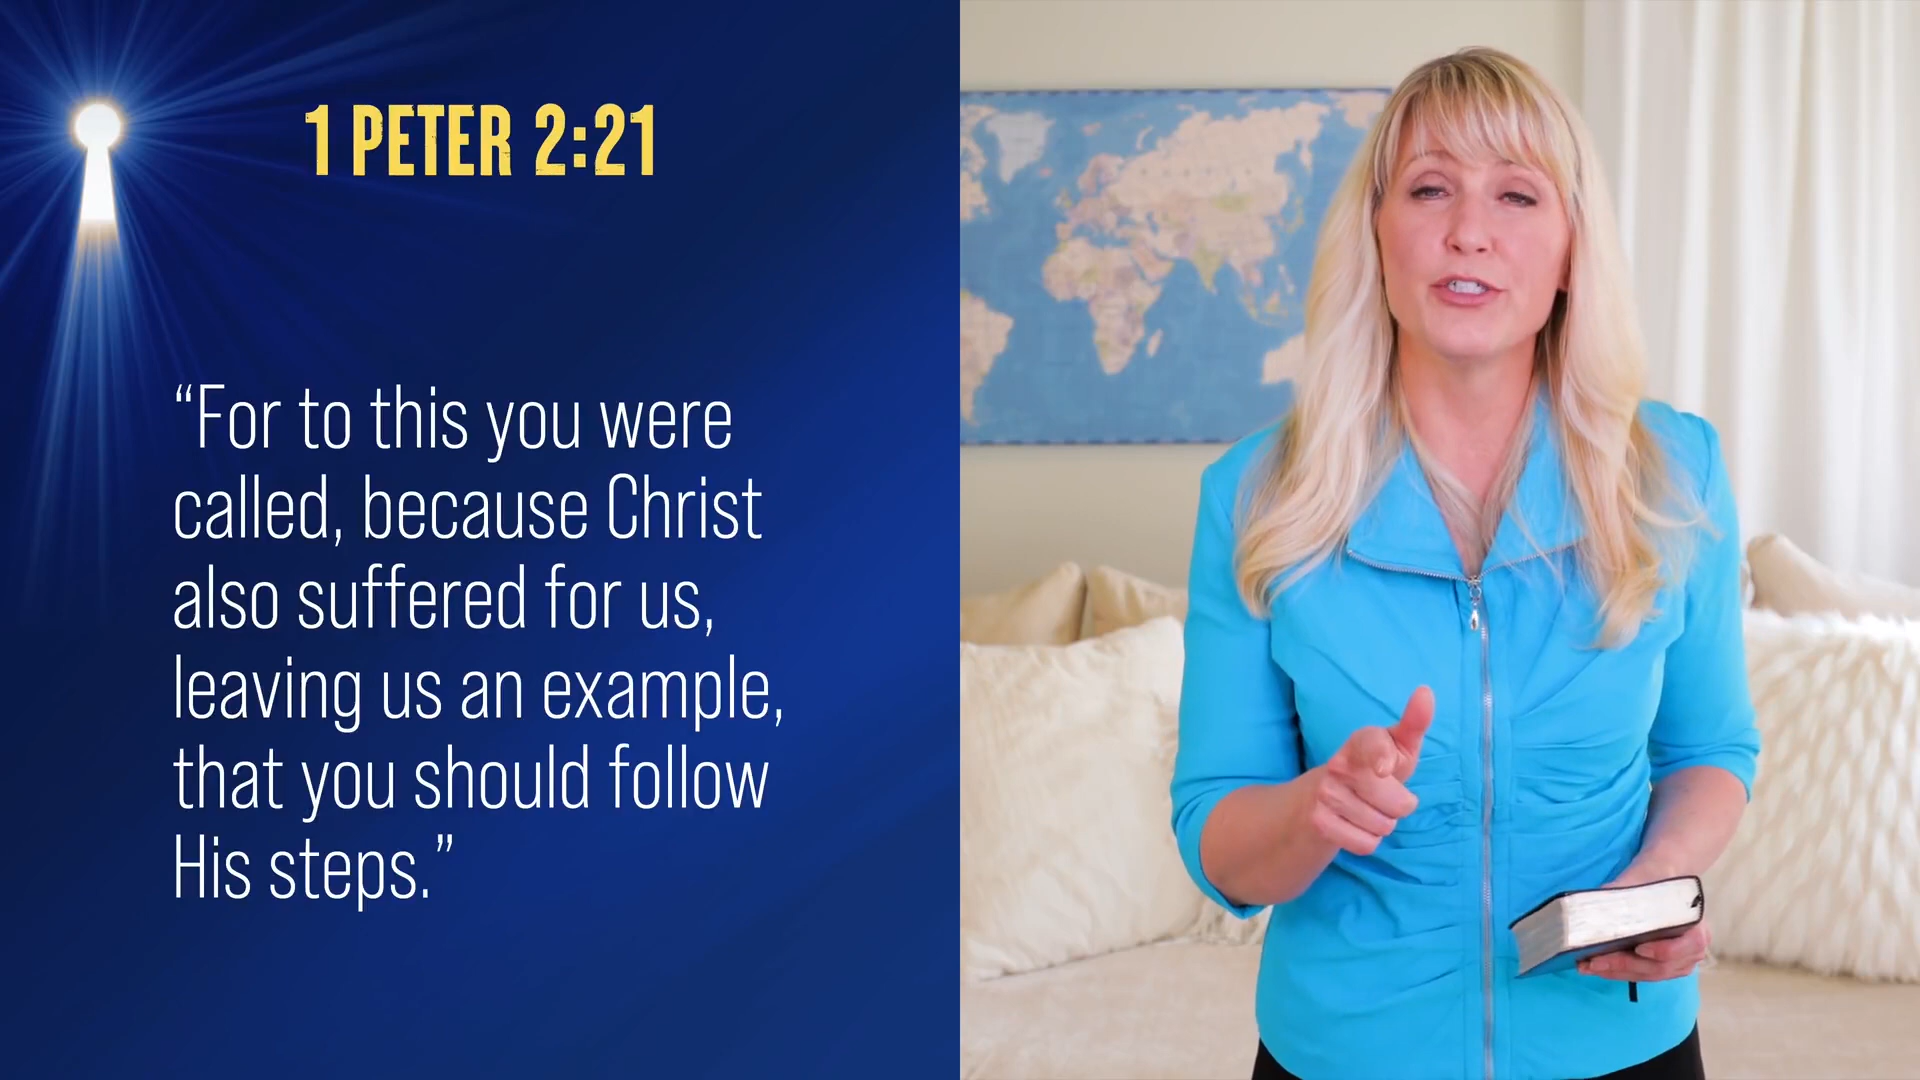 1 PETER 2:21
“For to this you were
called, because Christ
also suffered for us,
leaving us an example,
that you should follow
His steps.”